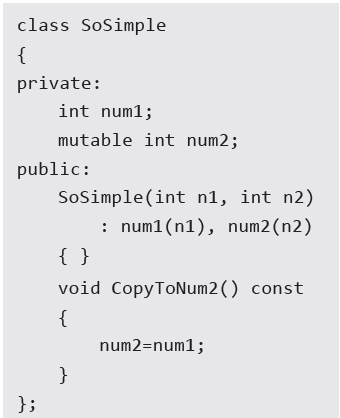 class SoSimple
{
private:
    int num1;
    mutable int num2;
public:
    SoSimple(int n1, int n2)
        : num1(n1), num2(n2)
    { }
    void CopyToNum2() const
    {
        num2=num1;
    }
};